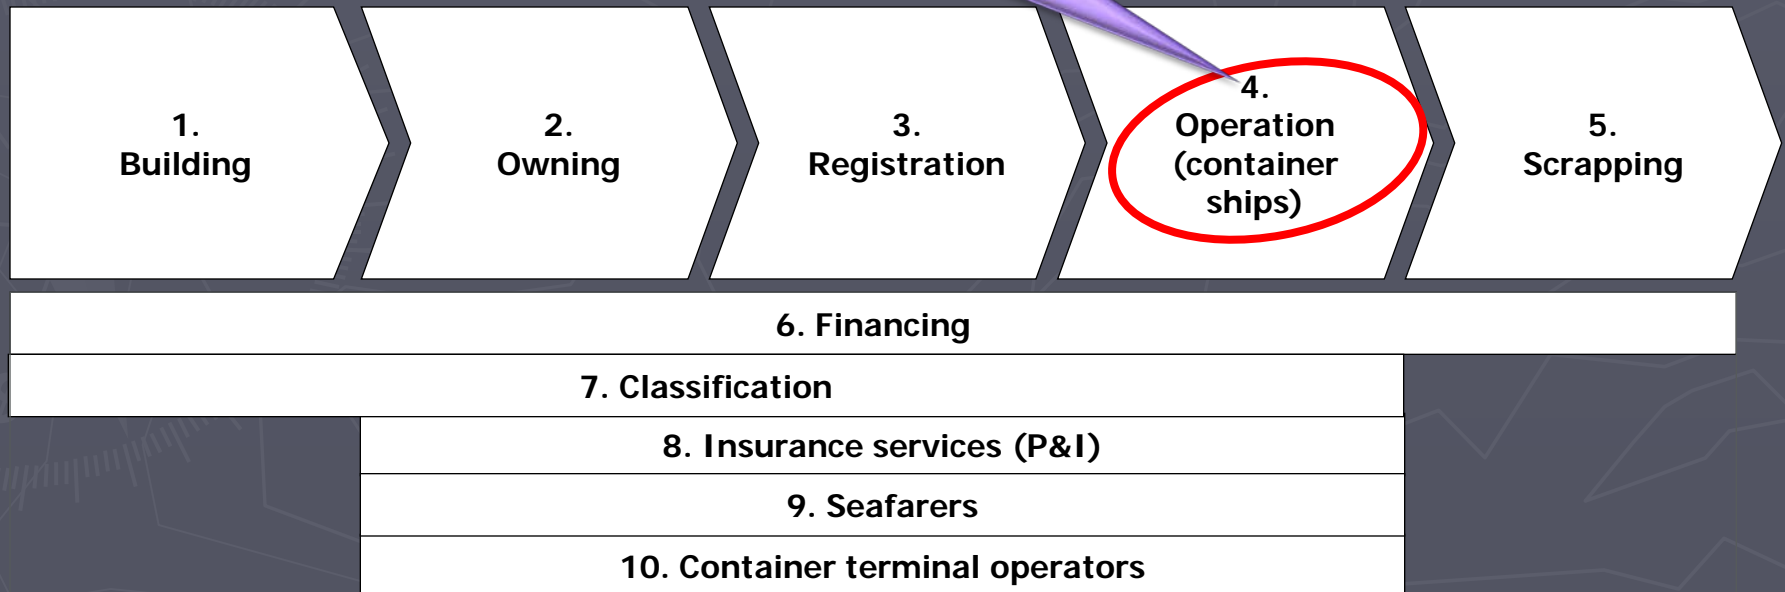 1.
Building
2.
Owning
3.
Registration
4.
Operation
(container
ships)
5.
Scrapping
6. Financing
7. Classification
8. Insurance services (P&I)
9. Seafarers
10. Container terminal operators